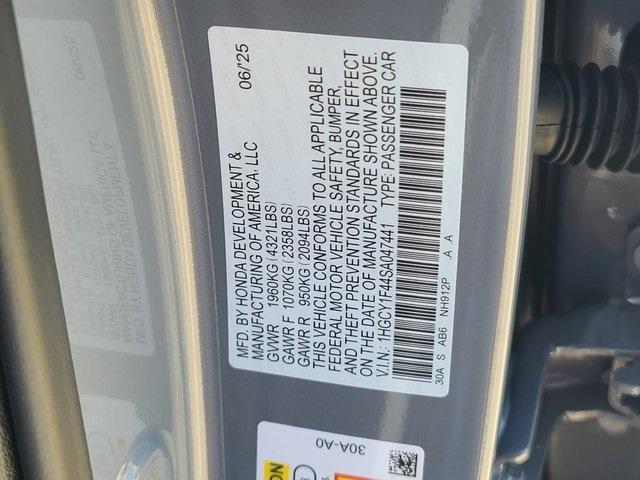 MFD. BY HONDA DEVELOPMENT & 06/'25
MANUFACTURING OF AMERICA, LLC
GVWR 1960KG (4321LBS)
GAWR F 1070KG (2358LBS)
GAWR R 950KG (2094LBS)
THIS VEHICLE CONFORMS TO ALL APPLICABLE
FEDERAL MOTOR VEHICLE SAFETY, BUMPER,
AND THEFT PREVENTION STANDARDS IN EFFECT
ON THE DATE OF MANUFACTURE SHOWN ABOVE.
V.I.N.: 1HGCY1F44SA047441 TYPE: PASSENGER CAR
30A S AB6 NH912P .A .A
30A-A0